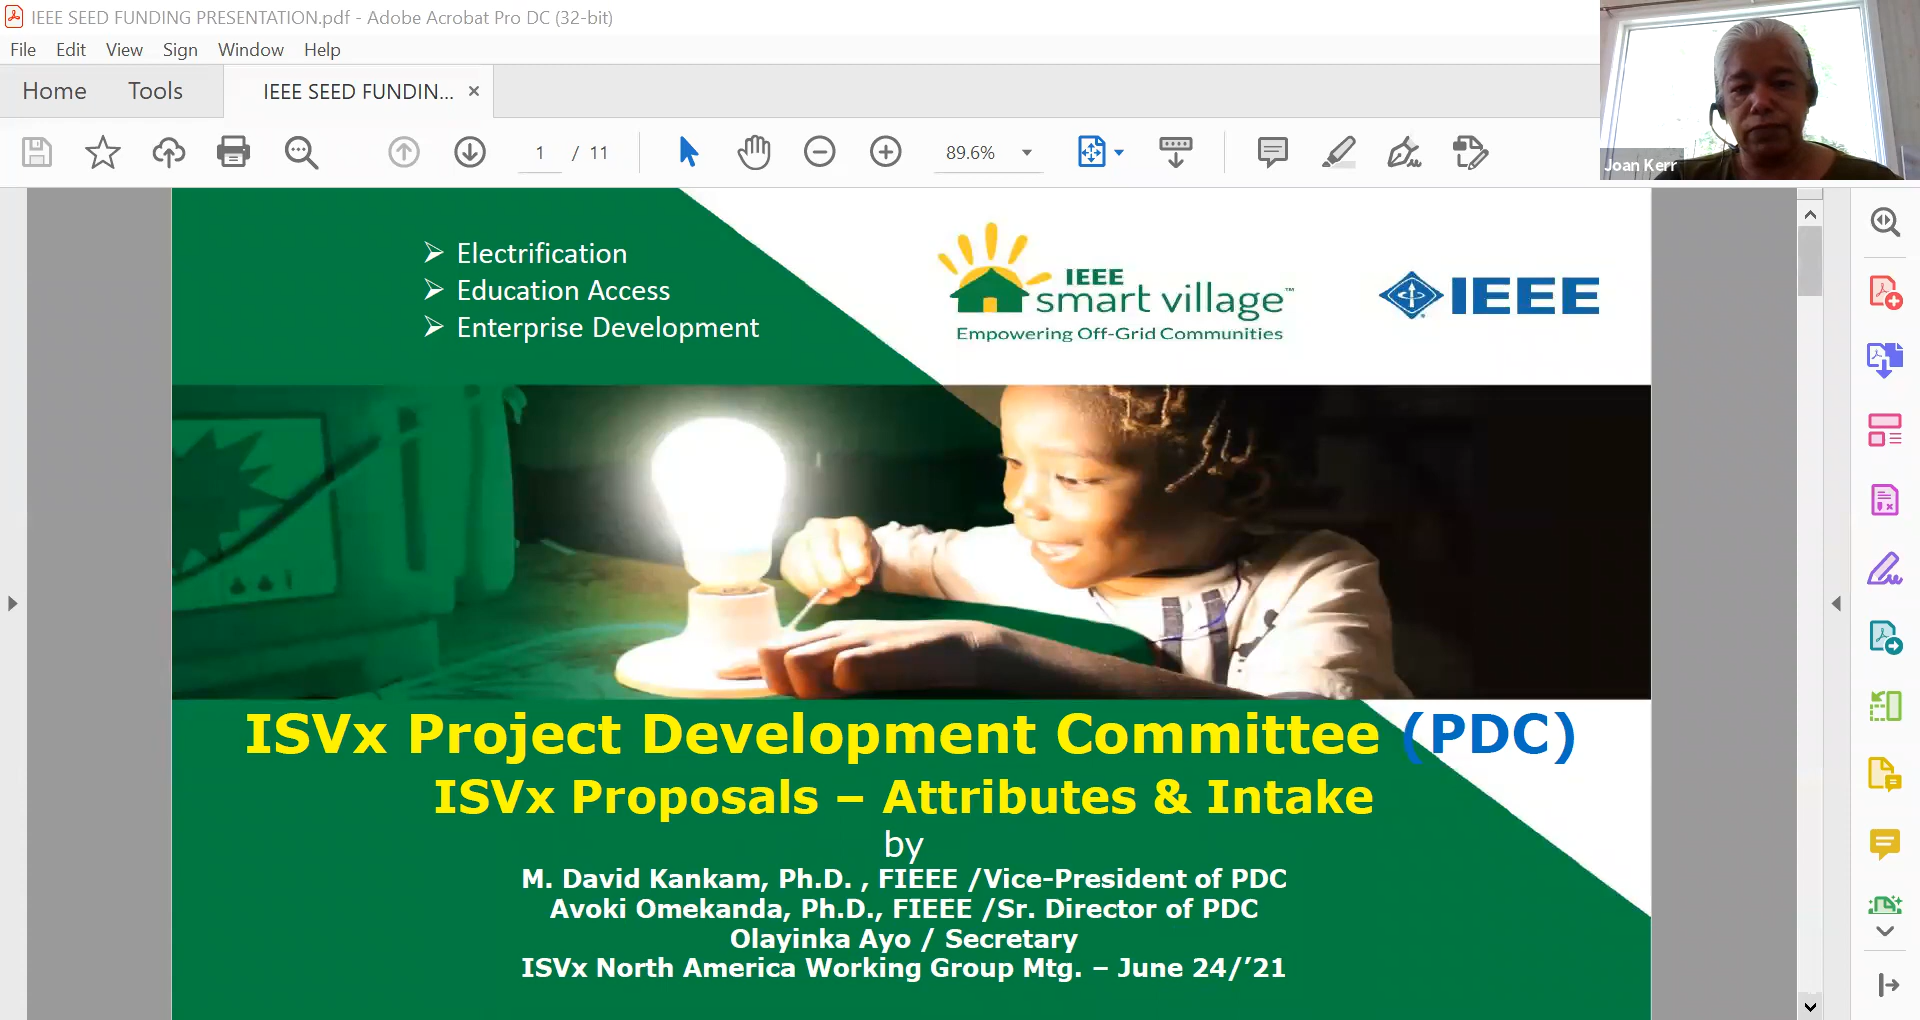 IEEE SEED FUNDING PRESENTATION.pdf - Adobe Acrobat Pro DC (32-bit)
File Edit View Sign Window Help
Home Tools IEEE SEED FUNDIN... ×
1 / 11 89.6%
Joan Kerr
➢ Electrification
➢ Education Access
➢ Enterprise Development
IEEE
smart village™
Empowering Off-Grid Communities
IEEE
ISVx Project Development Committee (PDC)
ISVx Proposals – Attributes & Intake
by
M. David Kankam, Ph.D. , FIEEE /Vice-President of PDC
Avoki Omekanda, Ph.D., FIEEE /Sr. Director of PDC
Olayinka Ayo / Secretary
ISVx North America Working Group Mtg. – June 24/’21